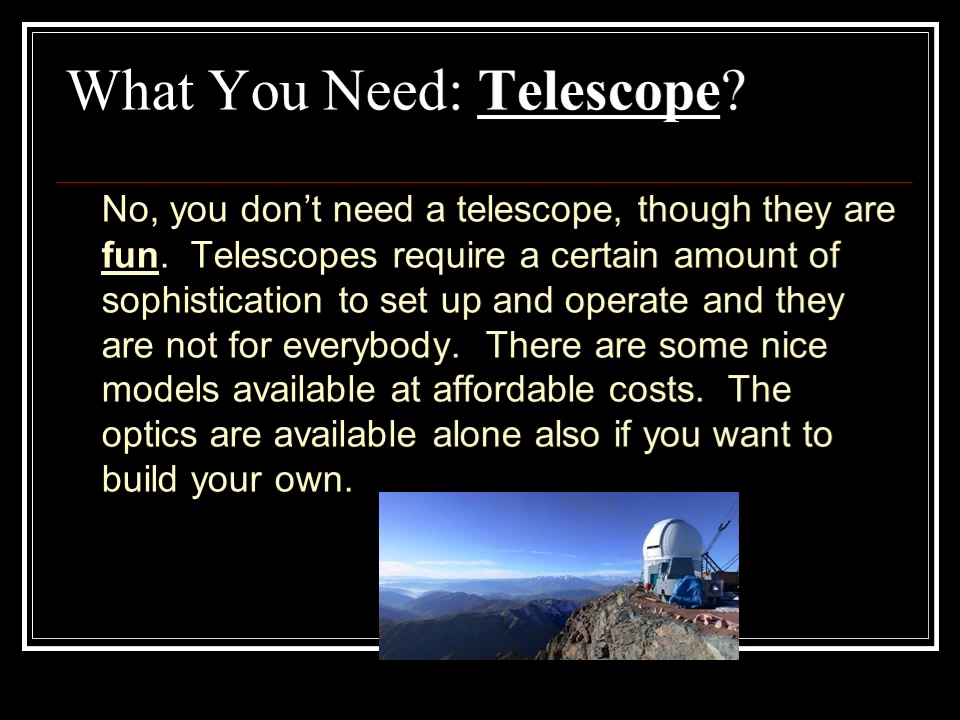 What You Need: Telescope?
No, you don’t need a telescope, though they are
fun.  Telescopes require a certain amount of
sophistication to set up and operate and they
are not for everybody.  There are some nice
models available at affordable costs.  The
optics are available alone also if you want to
build your own.